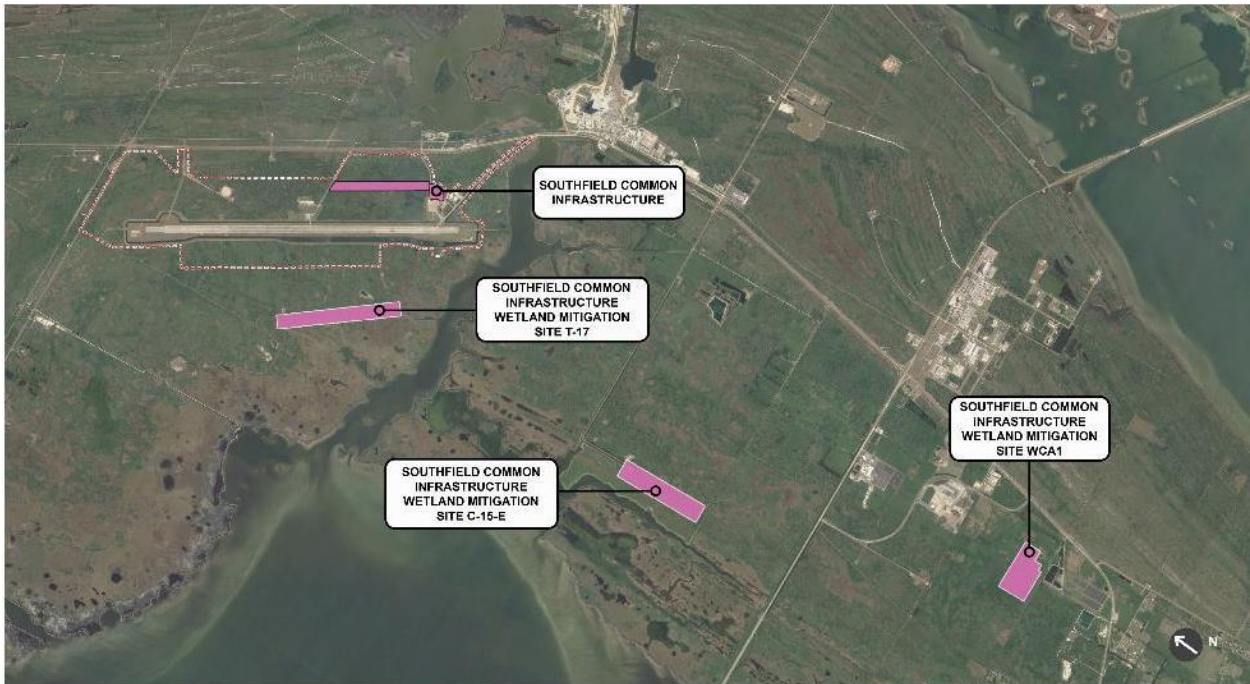 SOUTHFIELD COMMON
INFRASTRUCTURE
SOUTHFIELD COMMON
INFRASTRUCTURE
WETLAND MITIGATION
SITE T-17
SOUTHFIELD COMMON
INFRASTRUCTURE
WETLAND MITIGATION
SITE WCA1
SOUTHFIELD COMMON
INFRASTRUCTURE
WETLAND MITIGATION
SITE C-15-E
N